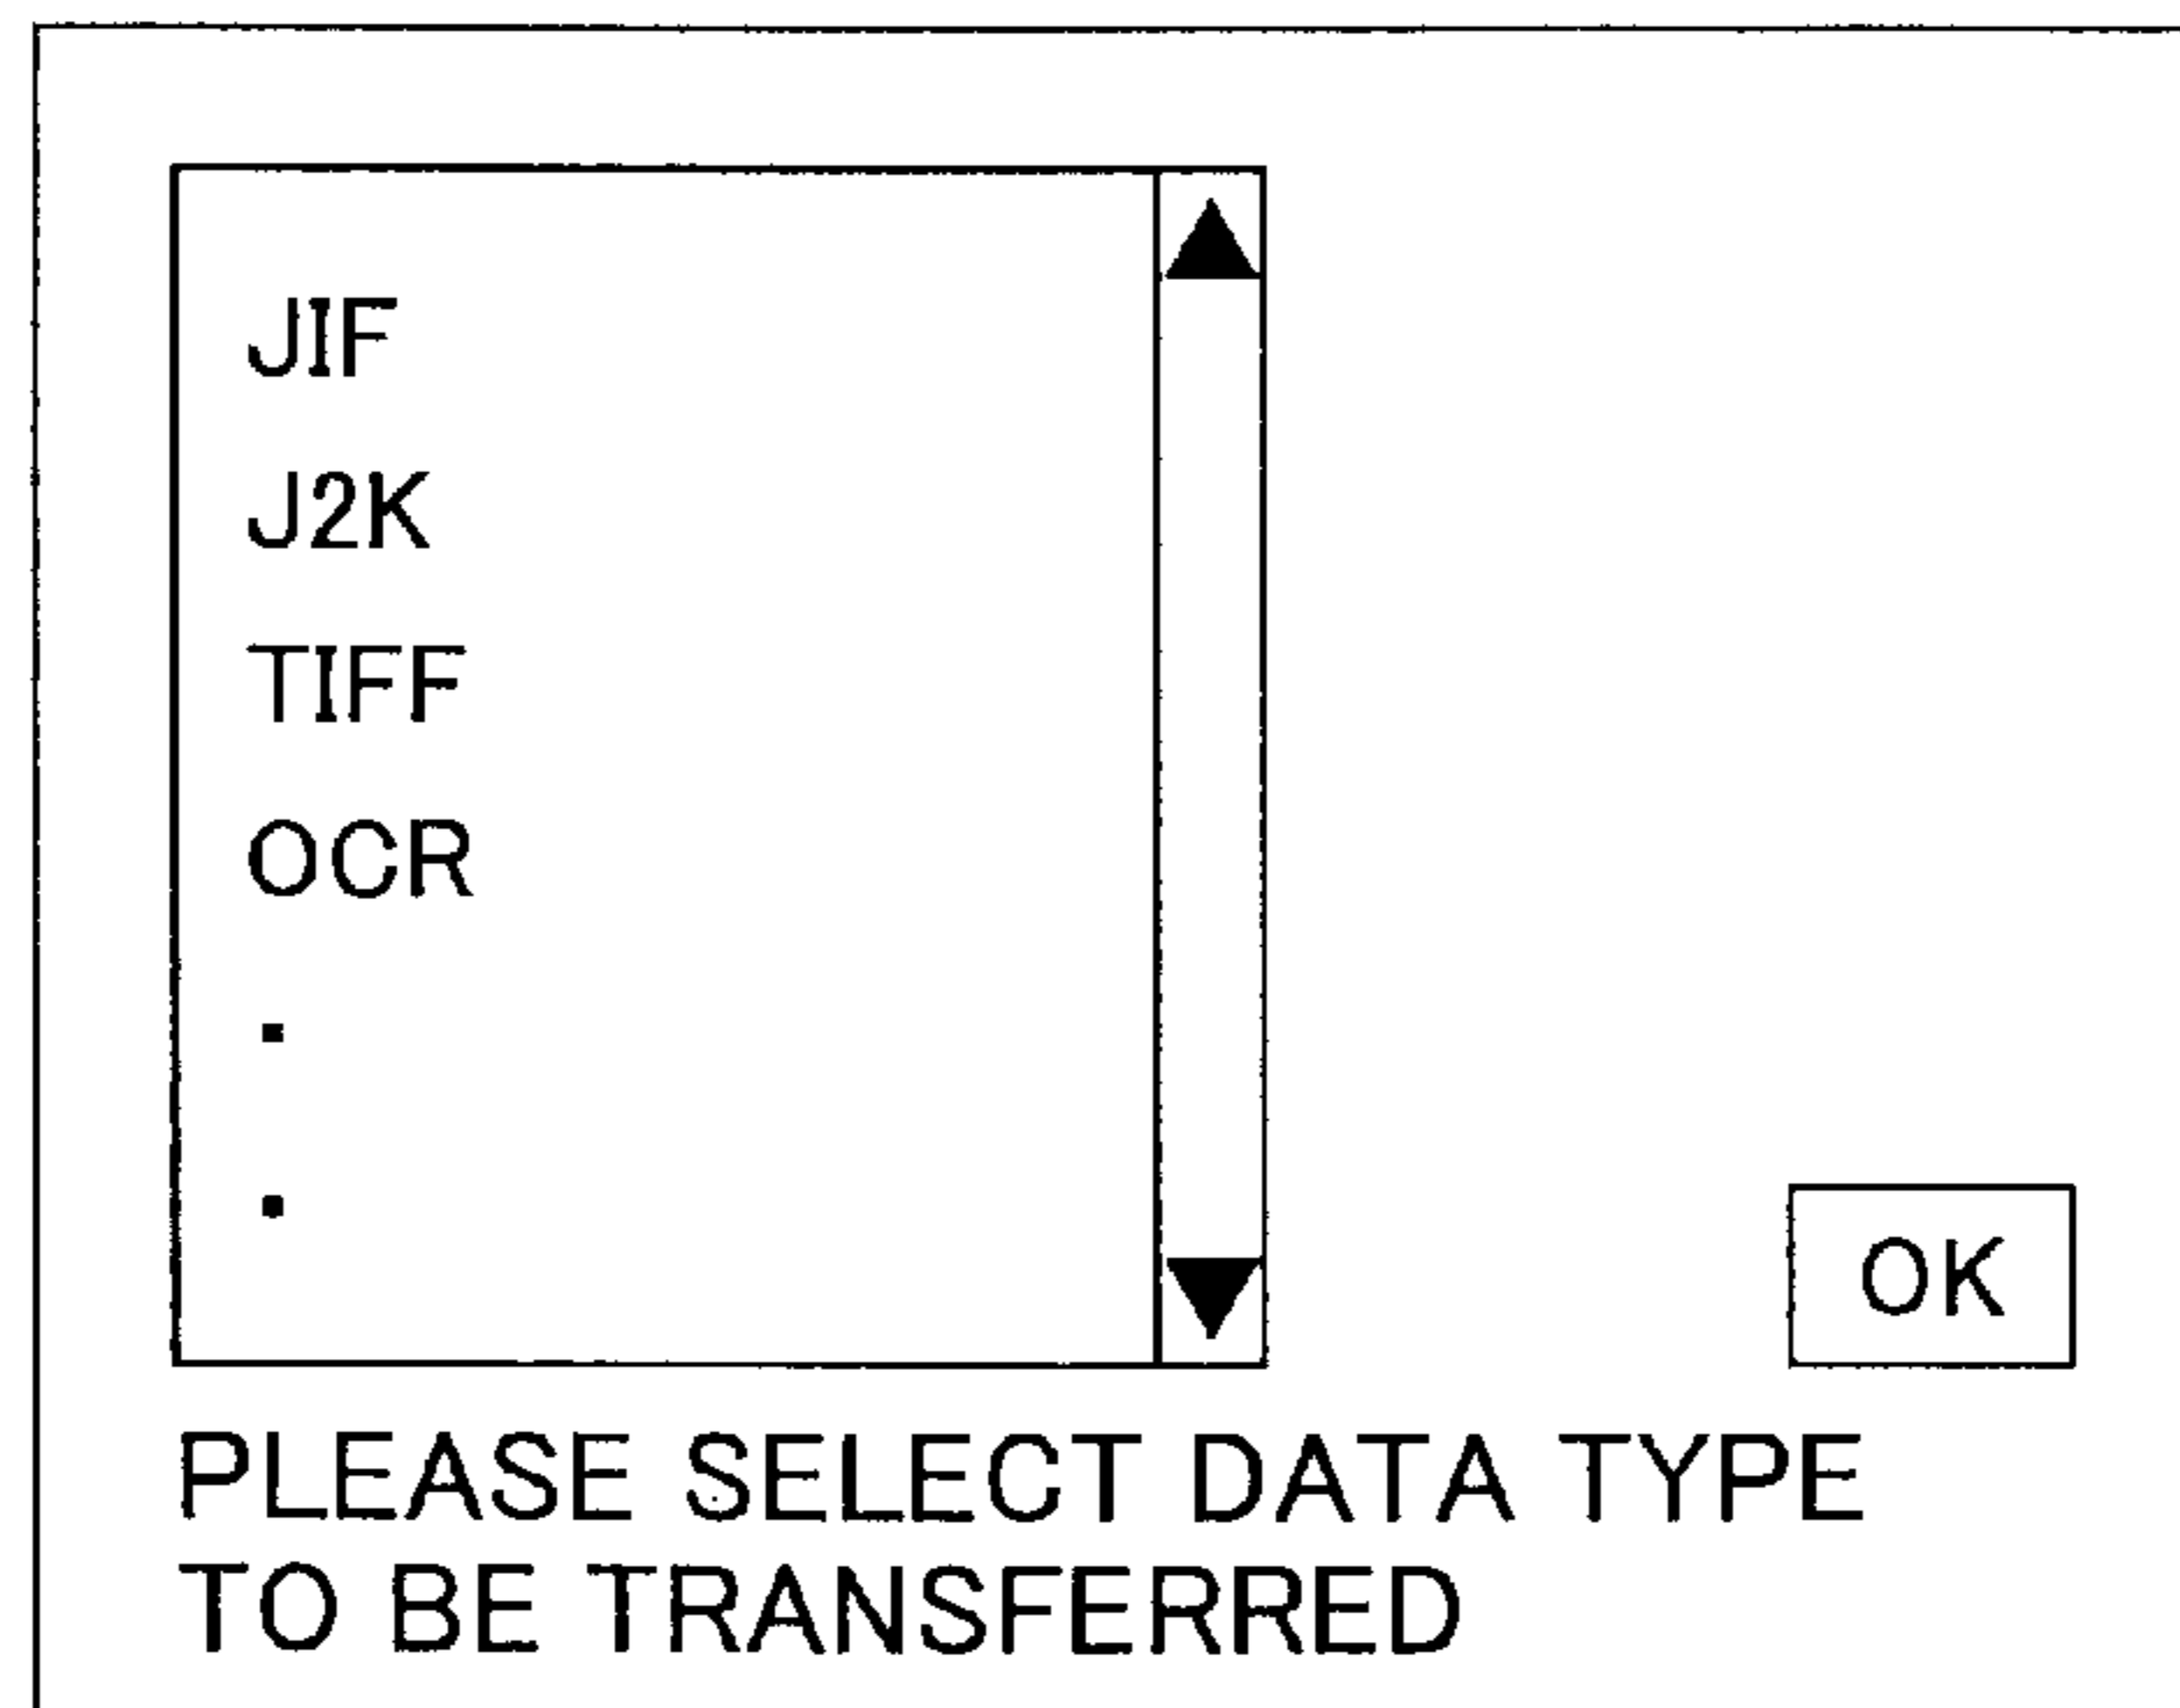 JIF
J2K
TIFF
OCR
▪
▪
OK
PLEASE SELECT DATA TYPE
TO BE TRANSFERRED